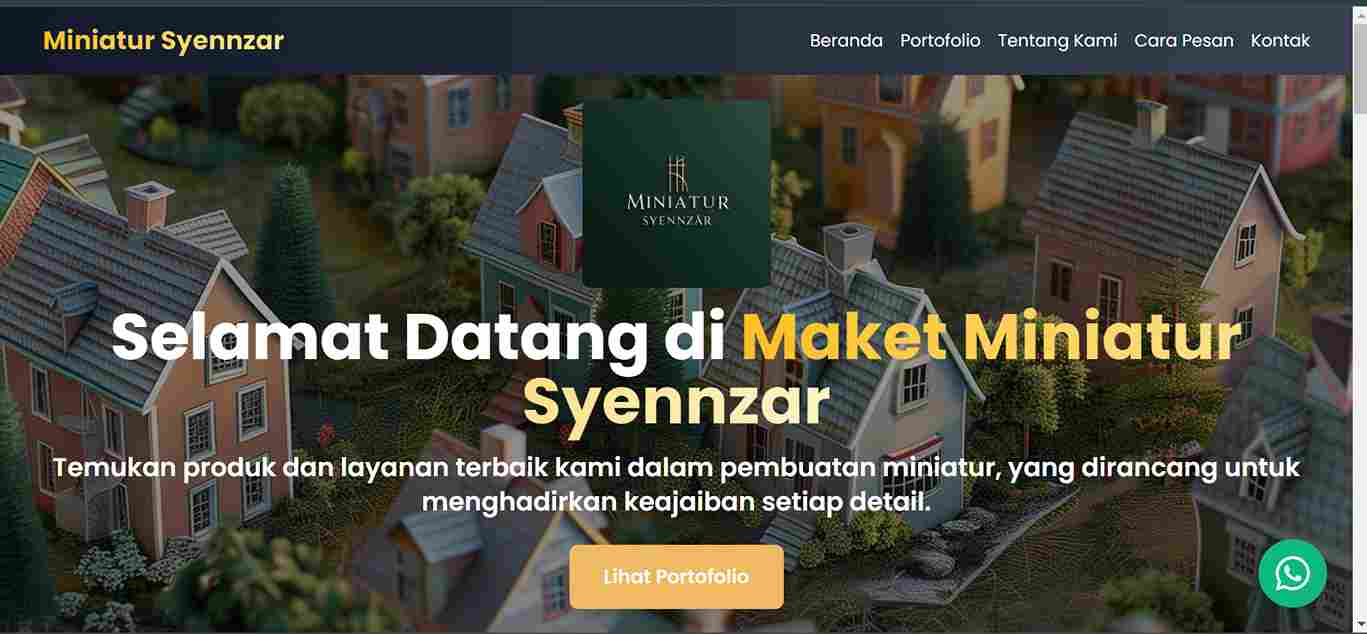 Miniatur Syennzar
Beranda Portofolio Tentang Kami Cara Pesan Kontak
MINIATUR
SYENNZAR
Selamat Datang di Maket Miniatur
Syennzar
Temukan produk dan layanan terbaik kami dalam pembuatan miniatur, yang dirancang untuk
menghadirkan keajaiban setiap detail.
Lihat Portofolio